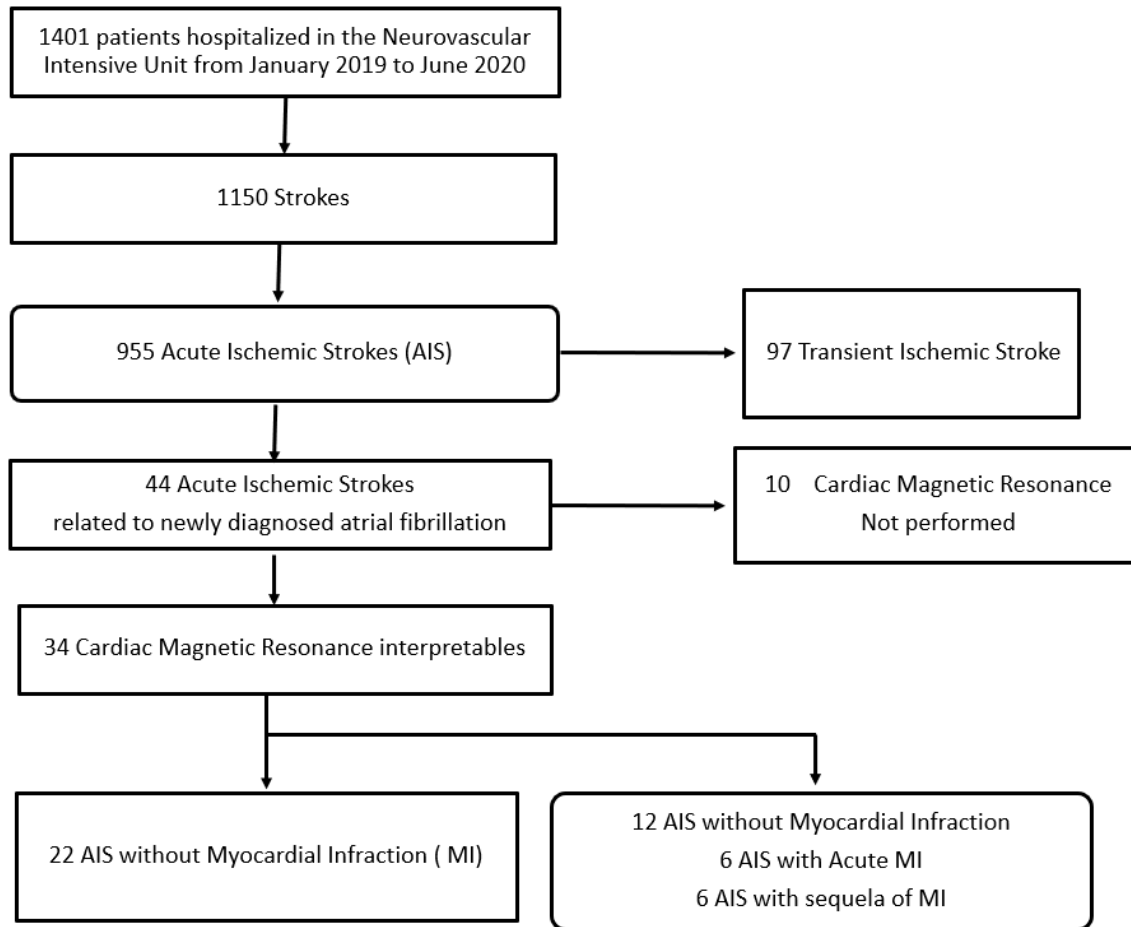 1401 patients hospitalized in the Neurovascular
Intensive Unit from January 2019 to June 2020
1150 Strokes
955 Acute Ischemic Strokes (AIS)
97 Transient Ischemic Stroke
44 Acute Ischemic Strokes
related to newly diagnosed atrial fibrillation
10 Cardiac Magnetic Resonance
Not performed
34 Cardiac Magnetic Resonance interpretables
22 AIS without Myocardial Infraction ( MI)
12 AIS without Myocardial Infraction
6 AIS with Acute MI
6 AIS with sequela of MI